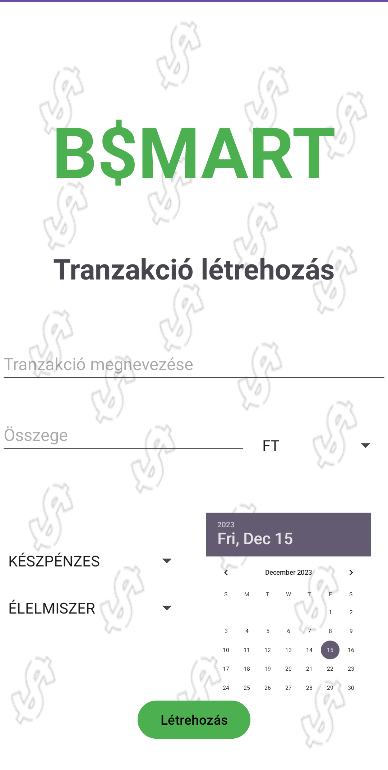 B$MART
Tranzakció létrehozás
Tranzakció megnevezése
Összege
FT
KÉSZPÉNZES
ÉLELMISZER
2023
Fri, Dec 15
December 2023
S M T W T F S
1 2
3 4 5 6 7 8 9
10 11 12 13 14 15 16
17 18 19 20 21 22 23
24 25 26 27 28 29 30
Létrehozás